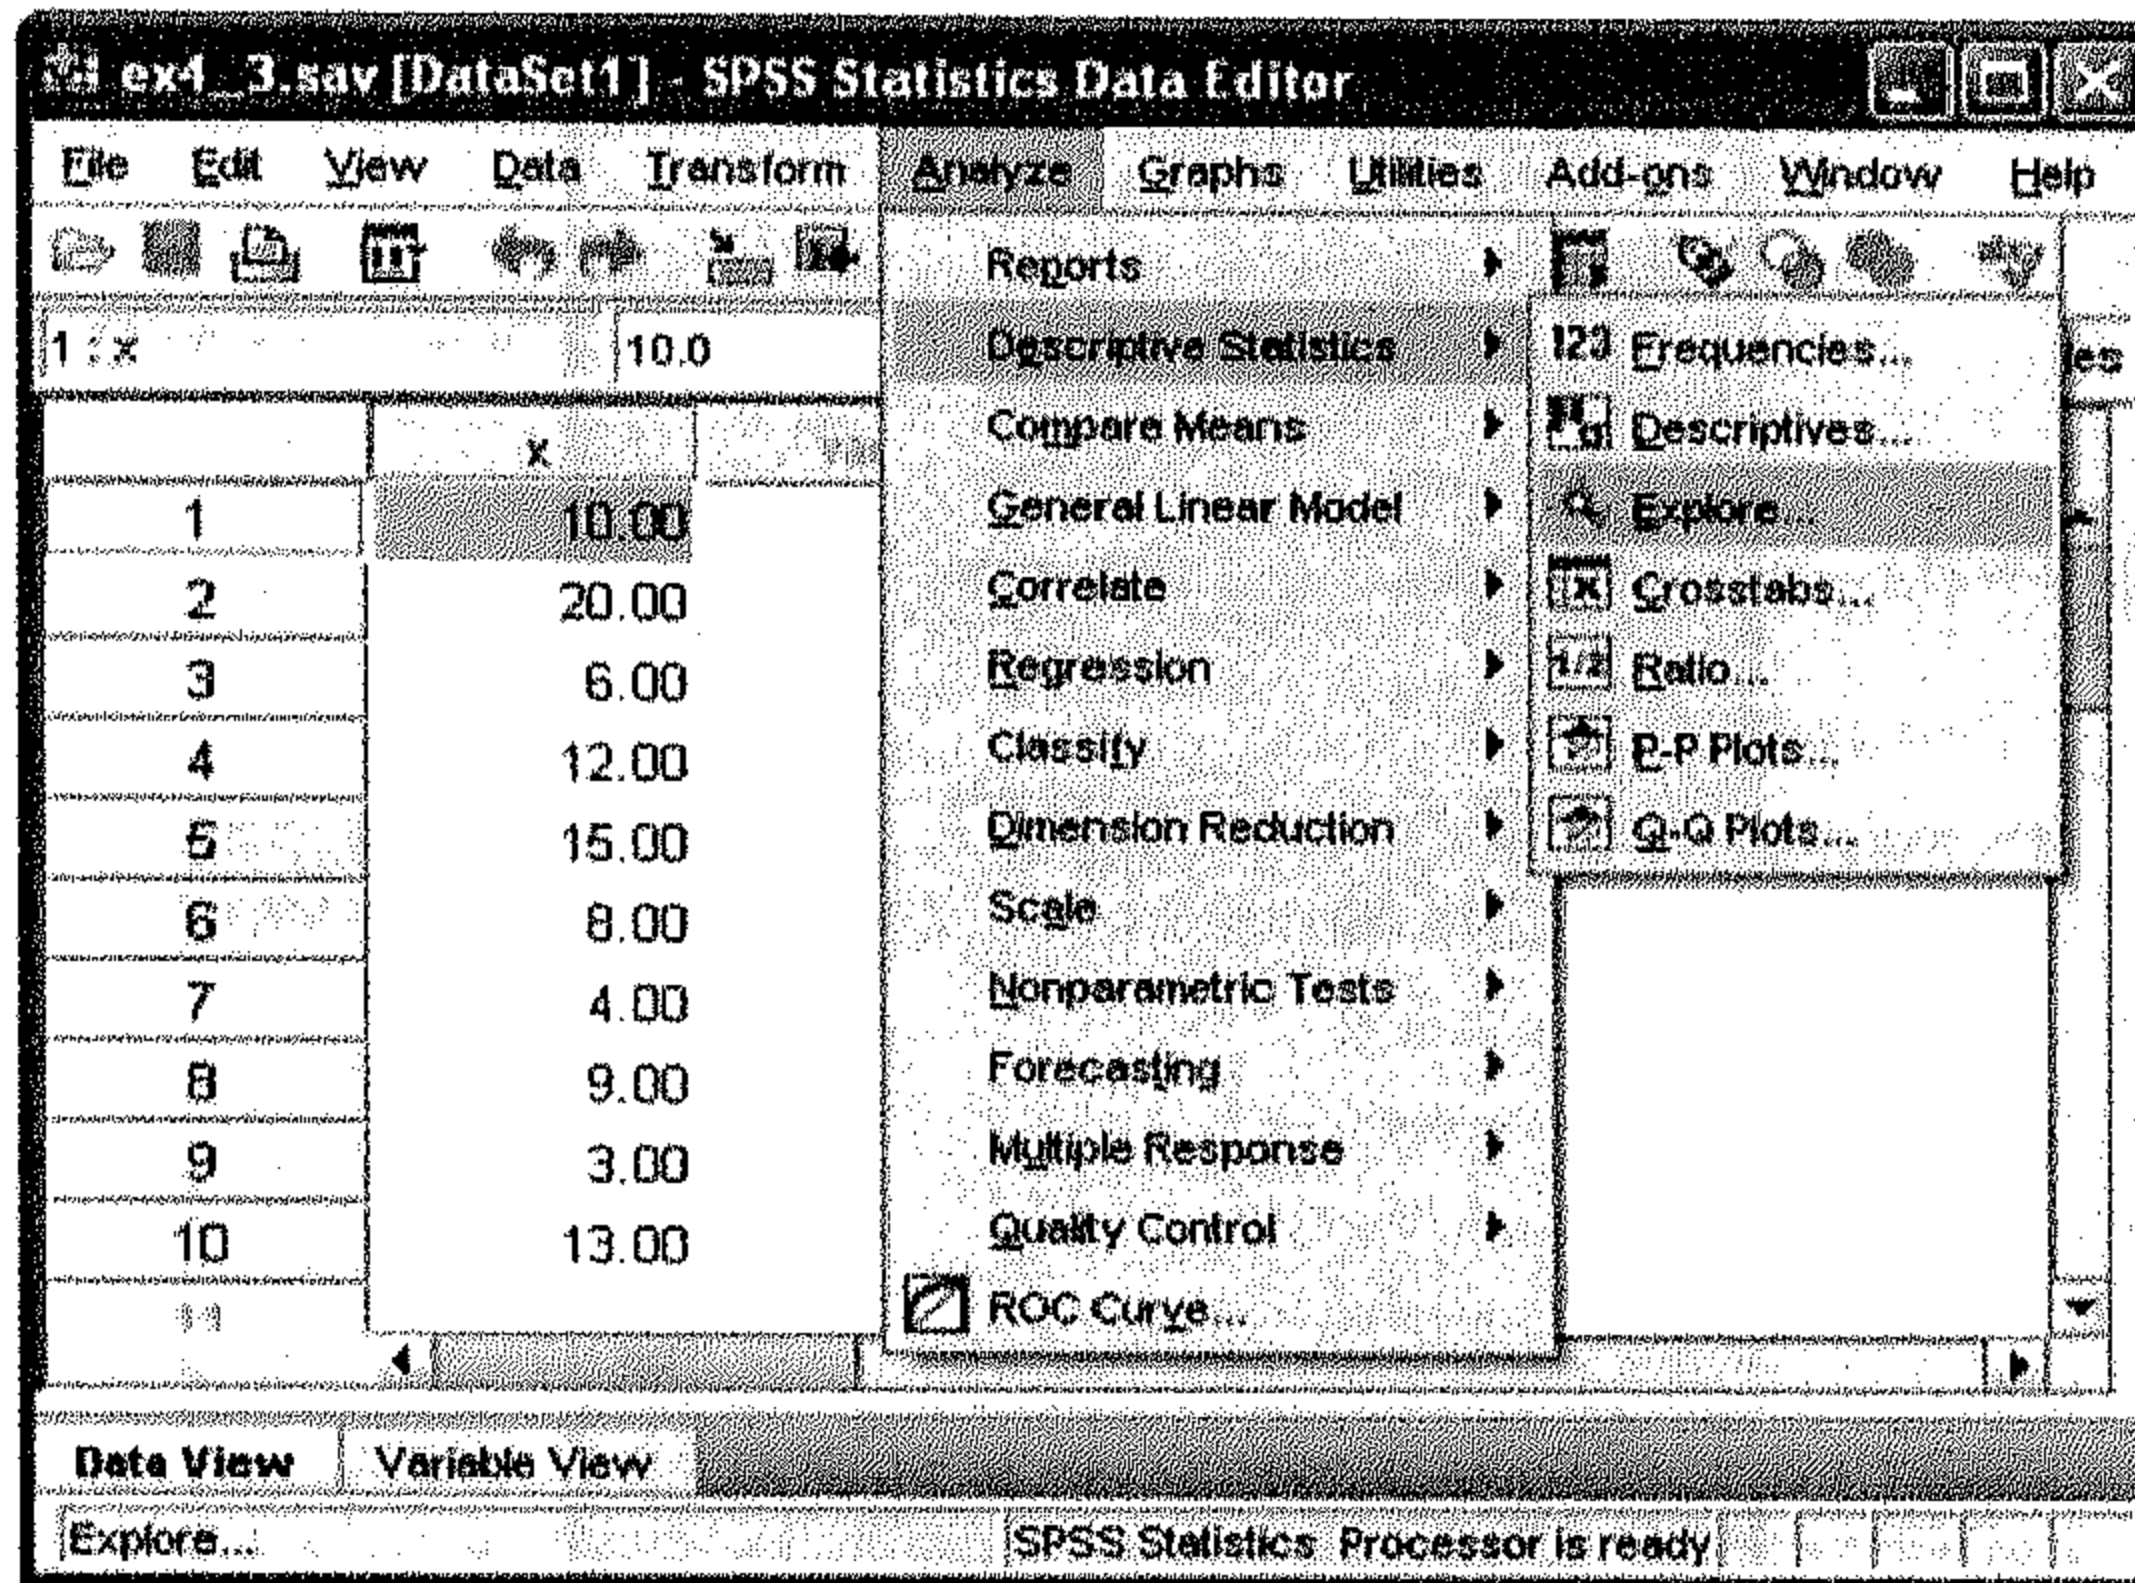 ex4_3.sav [DataSet1] - SPSS Statistics Data Editor
File Edit View Data Transform Analyze Graphs Utilities Add-ons Window Help
1 : x 10.0
x
1 10.00
2 20.00
3 6.00
4 12.00
5 15.00
6 8.00
7 4.00
8 9.00
9 3.00
10 13.00
11
Reports
Descriptive Statistics
Compare Means
General Linear Model
Correlate
Regression
Classify
Dimension Reduction
Scale
Nonparametric Tests
Forecasting
Multiple Response
Quality Control
ROC Curve...
123 Frequencies...
Descriptives...
Explore...
Crosstabs...
1/2 Ratio...
P-P Plots...
Q-Q Plots...
les
Data View Variable View
Explore... SPSS Statistics Processor is ready